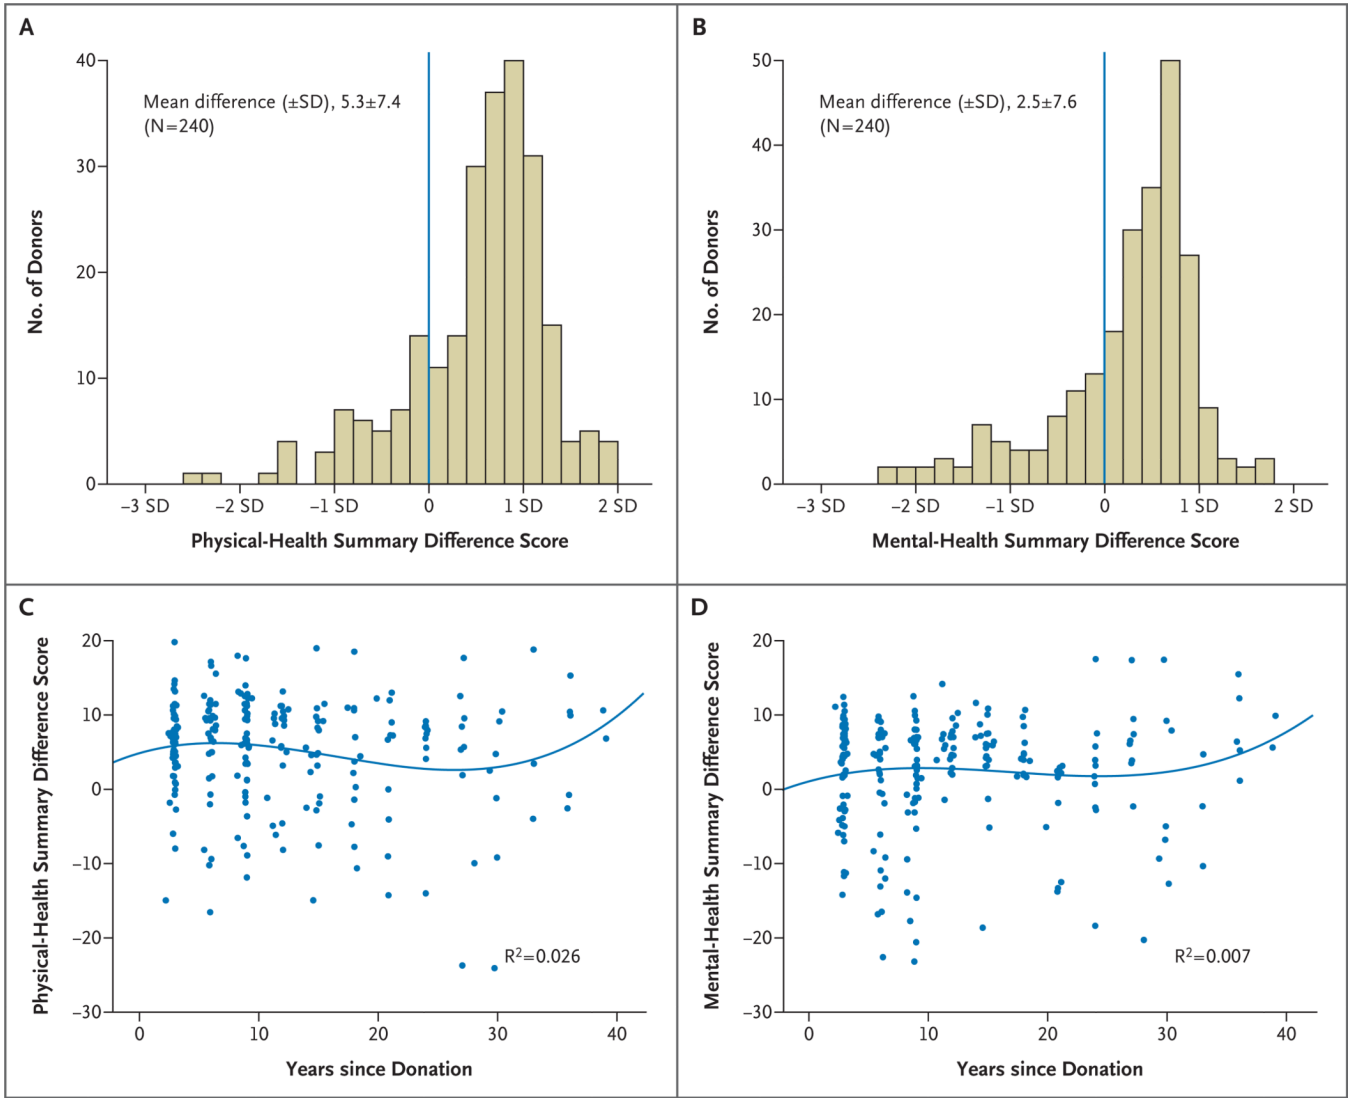 A
40
30
20
10
0
No. of Donors
Mean difference (±SD), 5.3±7.4
(N=240)
−3 SD −2 SD −1 SD 0 1 SD 2 SD
Physical-Health Summary Difference Score
B
50
40
30
20
10
0
No. of Donors
Mean difference (±SD), 2.5±7.6
(N=240)
−3 SD −2 SD −1 SD 0 1 SD 2 SD
Mental-Health Summary Difference Score
C
20
10
0
−10
−20
−30
Physical-Health Summary Difference Score
R²=0.026
0 10 20 30 40
Years since Donation
D
20
10
0
−10
−20
−30
Mental-Health Summary Difference Score
R²=0.007
0 10 20 30 40
Years since Donation